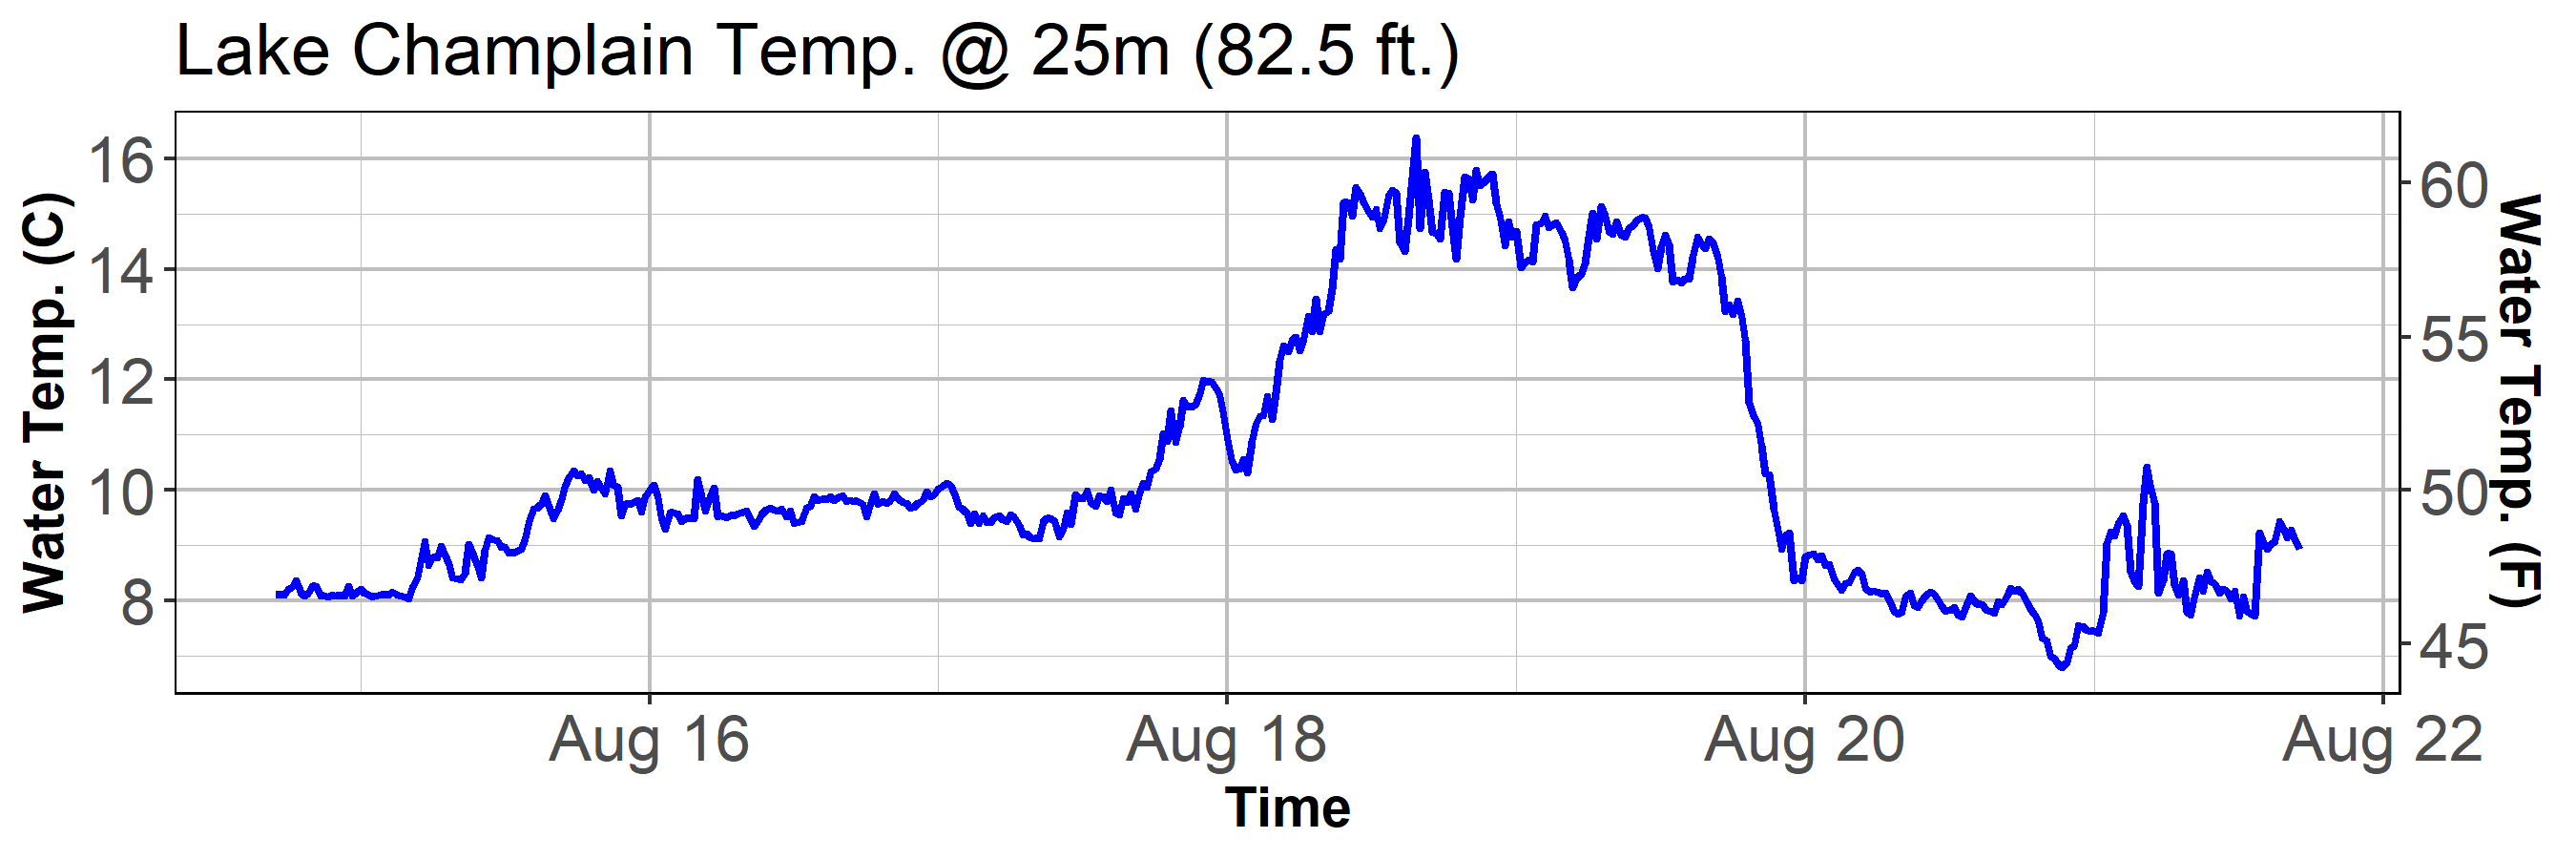 Lake Champlain Temp. @ 25m (82.5 ft.)
Water Temp. (C)
16
14
12
10
8
60
55
50
45
Water Temp. (F)
Aug 16 Aug 18 Aug 20 Aug 22
Time